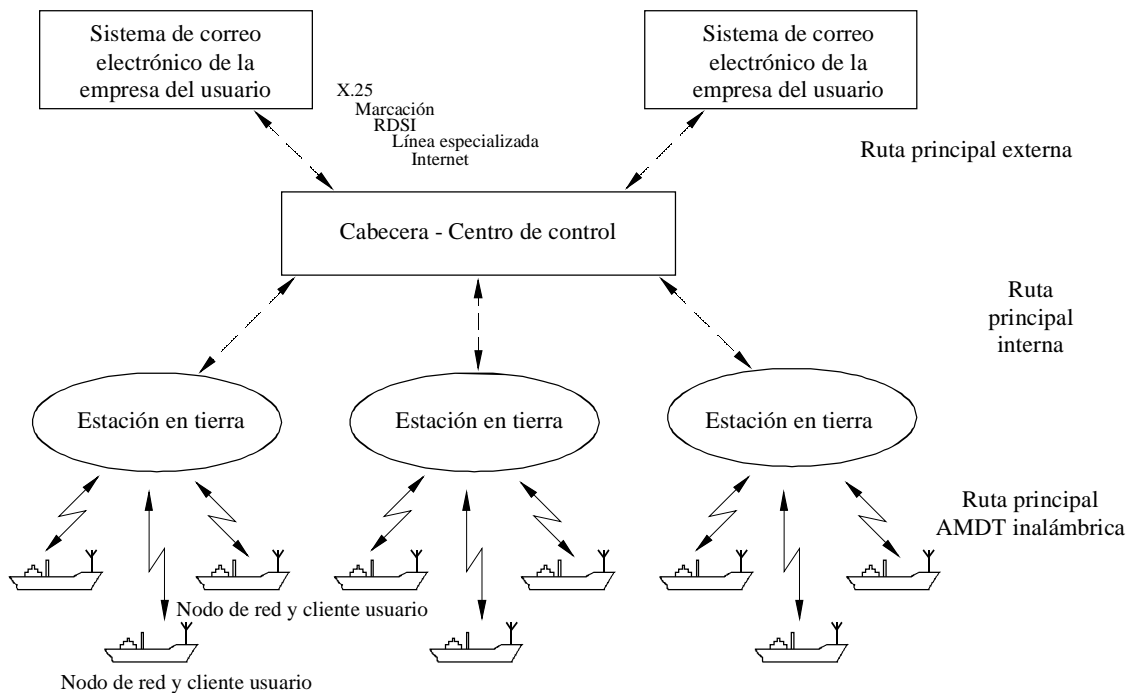 Sistema de correo
electrónico de la
empresa del usuario
Sistema de correo
electrónico de la
empresa del usuario
X.25
Marcación
RDSI
Línea especializada
Internet
Ruta principal externa
Cabecera - Centro de control
Ruta
principal
interna
Estación en tierra
Estación en tierra
Estación en tierra
Ruta principal
AMDT inalámbrica
Nodo de red y cliente usuario
Nodo de red y cliente usuario